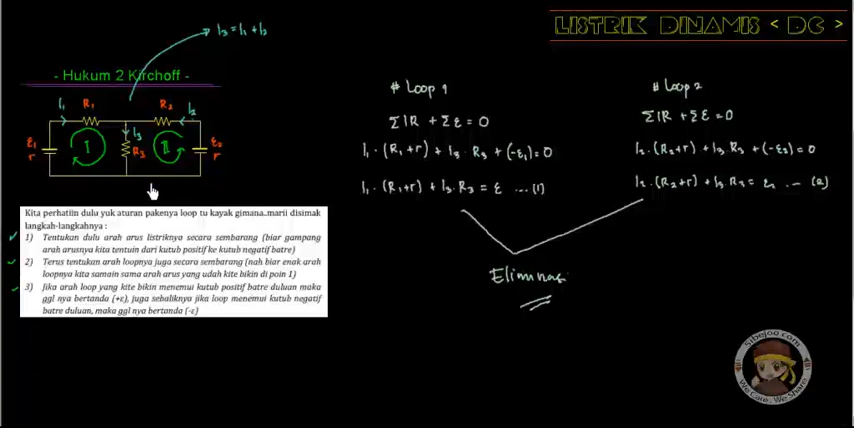 LISTRIK DINAMIS < DC >
I₃ = I₁ + I₂
- Hukum 2 Kirchoff -
I₁ R₁ R₂ I₂
I₃
ε₁ I R₃ II ε₂
r r
Kita perhatiin dulu yuk aturan pakenya loop tu kayak gimana..marii disimak
langkah-langkahnya :
1) Tentukan dulu arah arus listriknya secara sembarang (biar gampang
arah arusnya kita tentuin dari kutub positif ke kutub negatif batre)
2) Terus tentukan arah loopnya juga secara sembarang (nah biar enak arah
loopnya kita samain sama arah arus yang udah kite bikin di poin 1)
3) Jika arah loop yang kite bikin menemui kutub positif batre duluan maka
ggl nya bertanda (+ε), juga sebaliknya jika loop menemui kutub negatif
batre duluan, maka ggl nya bertanda (-ε)
# Loop 1
Σ IR + Σ ε = 0
I₁ . (R₁+r) + I₃ . R₃ + (-ε₁) = 0
I₁ . (R₁+r) + I₃ . R₃ = ε ... (1)
# Loop 2
Σ IR + Σ ε = 0
I₂ . (R₂+r) + I₃ . R₃ + (-ε₂) = 0
I₂ . (R₂+r) + I₃ . R₃ = ε₂ ... (2)
Eliminasi
Sibejoo.com
We Care, We Share